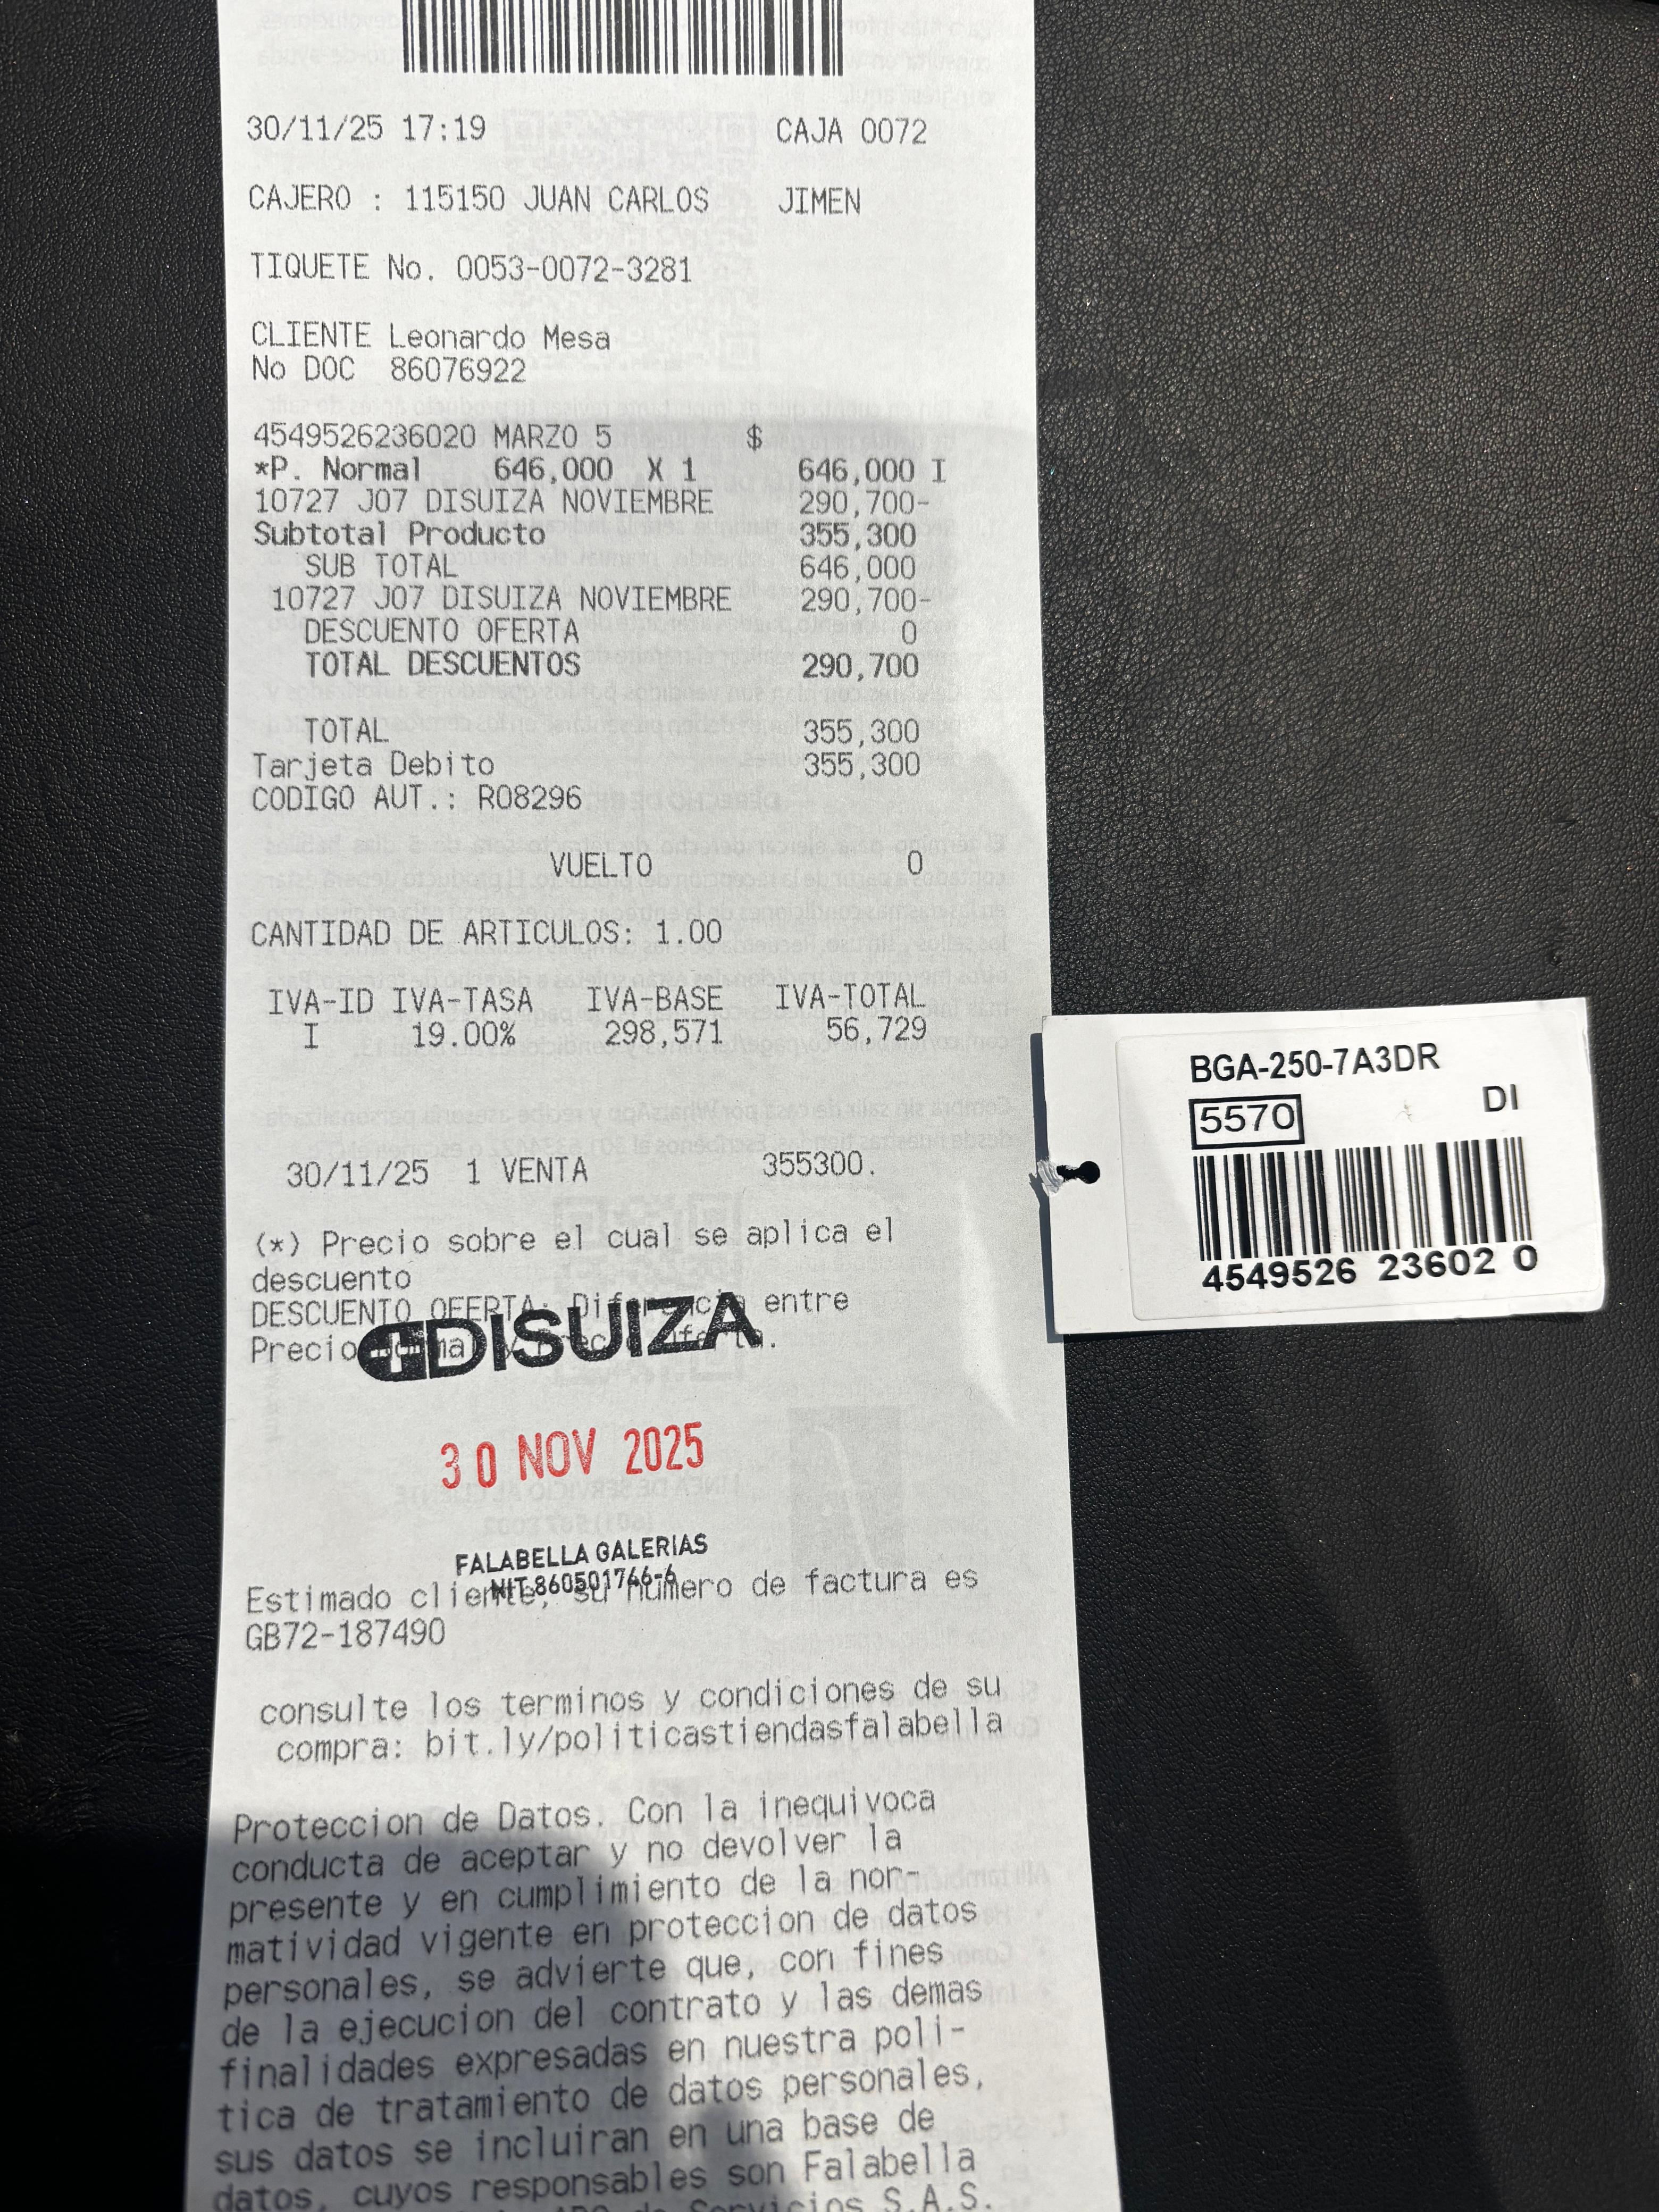 30/11/25 17:19 CAJA 0072
CAJERO : 115150 JUAN CARLOS JIMEN
TIQUETE No. 0053-0072-3281
CLIENTE Leonardo Mesa
No DOC 86076922
4549526236020 MARZO 5 $
*P. Normal 646,000 X 1 646,000 I
10727 J07 DISUIZA NOVIEMBRE 290,700-
Subtotal Producto 355,300
SUB TOTAL 646,000
10727 J07 DISUIZA NOVIEMBRE 290,700-
DESCUENTO OFERTA 0
TOTAL DESCUENTOS 290,700
TOTAL 355,300
Tarjeta Debito 355,300
CODIGO AUT.: R08296
VUELTO 0
CANTIDAD DE ARTICULOS: 1.00
IVA-ID IVA-TASA IVA-BASE IVA-TOTAL
I 19.00% 298,571 56,729
30/11/25 1 VENTA 355300.
(*) Precio sobre el cual se aplica el
descuento
DESCUENTO OFERTA: Diferencia entre
Precio Normal y Precio Oferta.
DISUIZA
30 NOV 2025
FALABELLA GALERIAS
NIT.860501766-6
Estimado cliente, su numero de factura es
GB72-187490
consulte los terminos y condiciones de su
compra: bit.ly/politicastiendasfalabella
Proteccion de Datos. Con la inequivoca
conducta de aceptar y no devolver la
presente y en cumplimiento de la nor-
matividad vigente en proteccion de datos
personales, se advierte que, con fines
de la ejecucion del contrato y las demas
finalidades expresadas en nuestra poli-
tica de tratamiento de datos personales,
sus datos se incluiran en una base de
datos, cuyos responsables son Falabella
de Servicios S.A.S.
BGA-250-7A3DR
5570 DI
4549526 23602 0